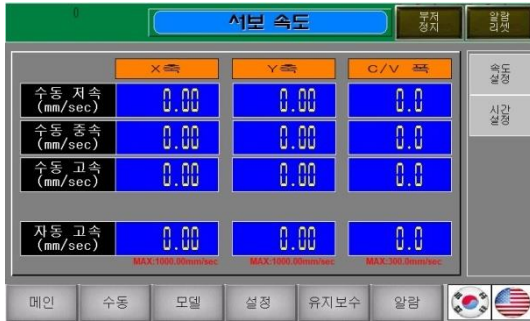 0
서보 속도
부저
정지
알람
리셋
X축
Y축
C/V 폭
속도
설정
수동 저속
(mm/sec)
0.00
0.00
0.0
시간
설정
수동 중속
(mm/sec)
0.00
0.00
0.0
수동 고속
(mm/sec)
0.00
0.00
0.0
자동 고속
(mm/sec)
0.00
0.00
0.0
MAX:1000.00mm/sec
MAX:1000.00mm/sec
MAX:300.0mm/sec
메인
수동
모델
설정
유지보수
알람